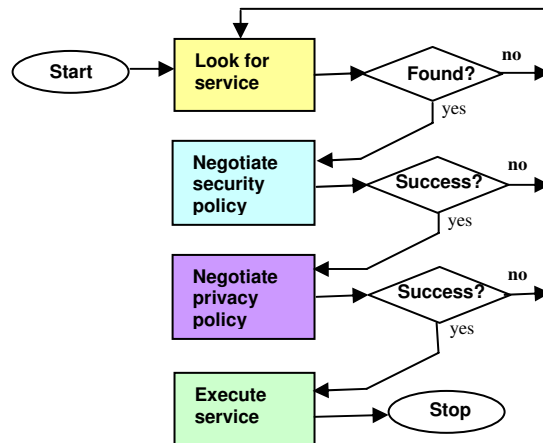 Start
Look for
service
Found?
no
yes
Negotiate
security
policy
Success?
no
yes
Negotiate
privacy
policy
Success?
no
yes
Execute
service
Stop